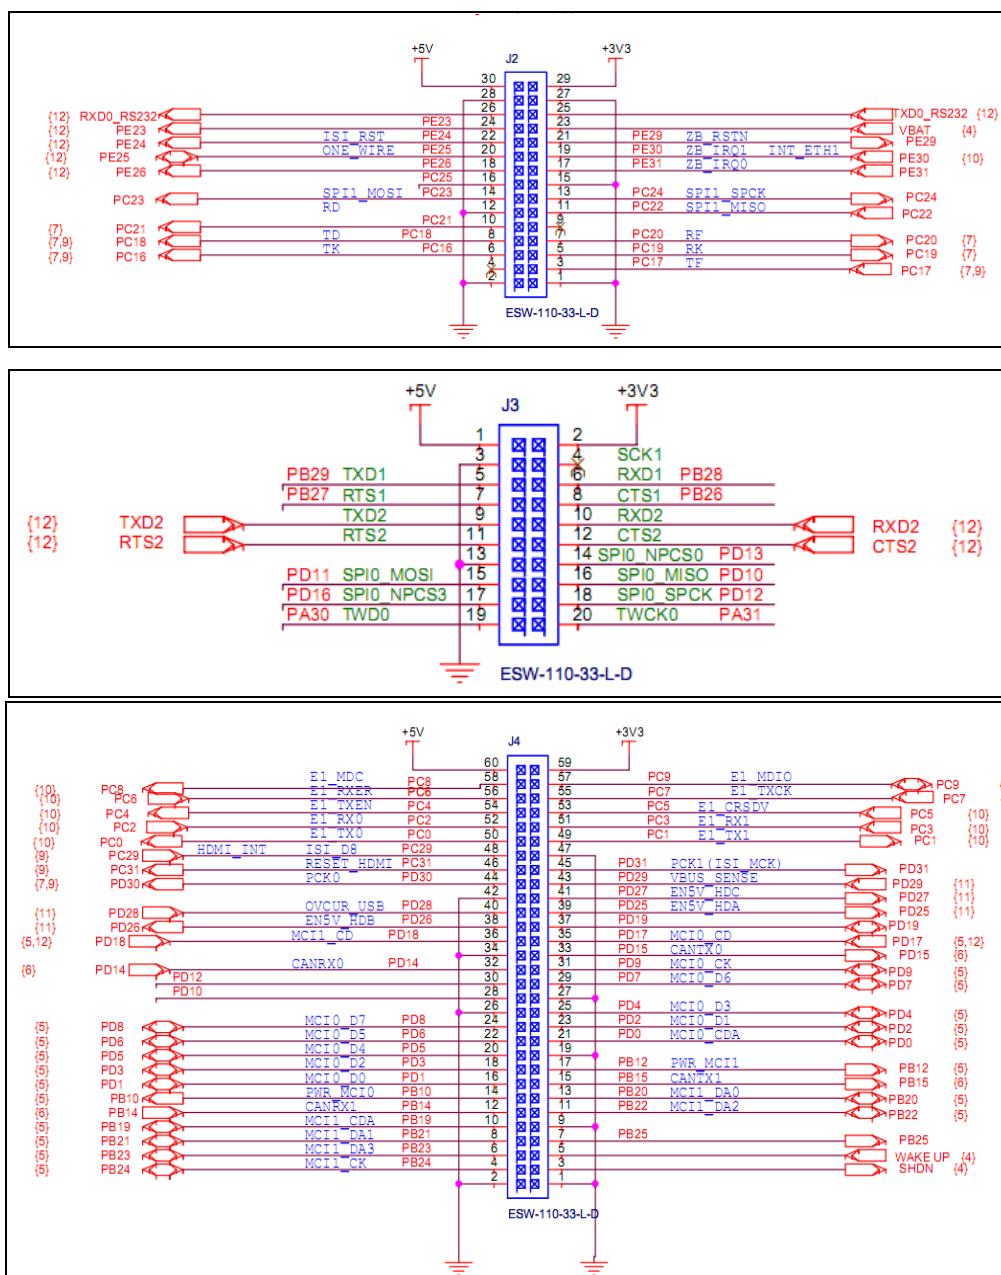 +5V +3V3
J2
30 29
28 27
{12} RXD0_RS232 26 25 TXD0_RS232 {12}
{12} PE23 PE23 24 23 VBAT {4}
{12} PE24 ISI_RST PE24 22 21 PE29 ZB_RSTN PE29
{12} PE25 ONE_WIRE PE25 20 19 PE30 ZB_IRQ1 INT_ETH1 PE30 {10}
{12} PE26 PE26 18 17 PE31 ZB_IRQ0 PE31
PC25 16 15
PC23 SPI1_MOSI PC23 14 13 PC24 SPI1_SPCK PC24
RD 12 11 PC22 SPI1_MISO PC22
{7} PC21 PC21 10 9
{7,9} PC18 TD PC18 8 7 PC20 RF PC20 {7}
{7,9} PC16 TK PC16 6 5 PC19 RK PC19 {7}
4 3 PC17 TF PC17 {7,9}
2 1
ESW-110-33-L-D
+5V +3V3
J3
1 2
3 4 SCK1
PB29 TXD1 5 6 RXD1 PB28
PB27 RTS1 7 8 CTS1 PB26
{12} TXD2 TXD2 9 10 RXD2 RXD2 {12}
{12} RTS2 RTS2 11 12 CTS2 CTS2 {12}
13 14 SPI0_NPCS0 PD13
PD11 SPI0_MOSI 15 16 SPI0_MISO PD10
PD16 SPI0_NPCS3 17 18 SPI0_SPCK PD12
PA30 TWD0 19 20 TWCK0 PA31
ESW-110-33-L-D
+5V +3V3
J4
60 59
{10} PC8 E1_MDC PC8 58 57 PC9 E1_MDIO PC9
{10} PC6 E1_RXER PC6 56 55 PC7 E1_TXCK PC7
{10} PC4 E1_TXEN PC4 54 53 PC5 E1_CRSDV PC5 {10}
{10} PC2 E1_RX0 PC2 52 51 PC3 E1_RX1 PC3 {10}
{10} PC0 E1_TX0 PC0 50 49 PC1 E1_TX1 PC1 {10}
{9} PC29 HDMI_INT ISI_D8 PC29 48 47
{9} PC31 RESET_HDMI PC31 46 45 PD31 PCK1(ISI_MCK) PD31
{7,9} PD30 PCK0 PD30 44 43 PD29 VBUS_SENSE PD29 {11}
42 41 PD27 EN5V_HDC PD27 {11}
{11} PD28 OVCUR_USB PD28 40 39 PD25 EN5V_HDA PD25 {11}
{11} PD26 EN5V_HDB PD26 38 37 PD19 PD19
{5,12} PD18 MCI1_CD PD18 36 35 PD17 MCI0_CD PD17 {5,12}
34 33 PD15 CANTX0 PD15 {6}
{6} PD14 CANRX0 PD14 32 31 PD9 MCI0_CK PD9 {5}
PD12 30 29 PD7 MCI0_D6 PD7 {5}
PD10 28 27
26 25 PD4 MCI0_D3 PD4 {5}
{5} PD8 MCI0_D7 PD8 24 23 PD2 MCI0_D1 PD2 {5}
{5} PD6 MCI0_D5 PD6 22 21 PD0 MCI0_CDA PD0 {5}
{5} PD5 MCI0_D4 PD5 20 19
{5} PD3 MCI0_D2 PD3 18 17 PB12 PWR_MCI1 PB12 {5}
{5} PD1 MCI0_D0 PD1 16 15 PB15 CANTX1 PB15 {6}
{5} PB10 PWR_MCI0 PB10 14 13 PB20 MCI1_DA0 PB20 {5}
{6} PB14 CANRX1 PB14 12 11 PB22 MCI1_DA2 PB22 {5}
{5} PB19 MCI1_CDA PB19 10 9
{5} PB21 MCI1_DA1 PB21 8 7 PB25 PB25
{5} PB23 MCI1_DA3 PB23 6 5 WAKE UP {4}
{5} PB24 MCI1_CK PB24 4 3 SHDN {4}
2 1
ESW-110-33-L-D